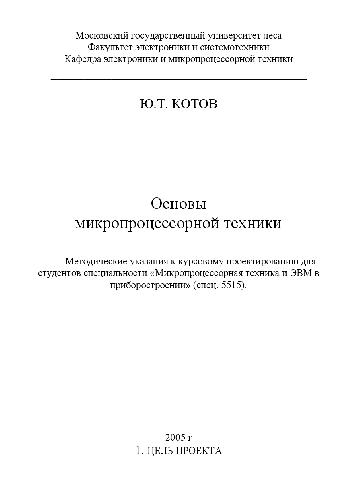 Московский государственный университет леса
Факультет электроники и системотехники
Кафедра электроники и микропроцессорной техники
Ю.Т. КОТОВ
Основы
микропроцессорной техники
Методические указания к курсовому проектированию для
студентов специальности «Микропроцессорная техника и ЭВМ в
приборостроении» (спец. 5515).
2005 г
1. ЦЕЛЬ ПРОЕКТА